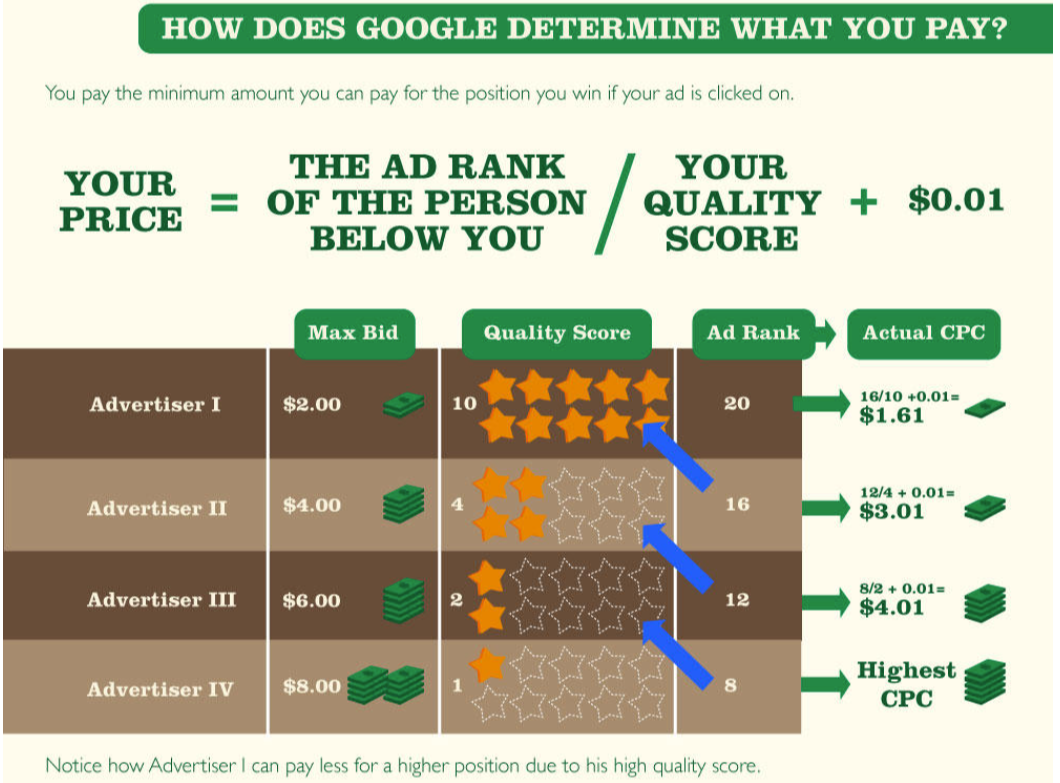 HOW DOES GOOGLE DETERMINE WHAT YOU PAY?
You pay the minimum amount you can pay for the position you win if your ad is clicked on.
YOUR PRICE = THE AD RANK OF THE PERSON BELOW YOU / YOUR QUALITY SCORE + $0.01
Max Bid Quality Score Ad Rank Actual CPC
Advertiser I $2.00 10 20 16/10 +0.01= $1.61
Advertiser II $4.00 4 16 12/4 + 0.01= $3.01
Advertiser III $6.00 2 12 8/2 + 0.01= $4.01
Advertiser IV $8.00 1 8 Highest CPC
Notice how Advertiser I can pay less for a higher position due to his high quality score.